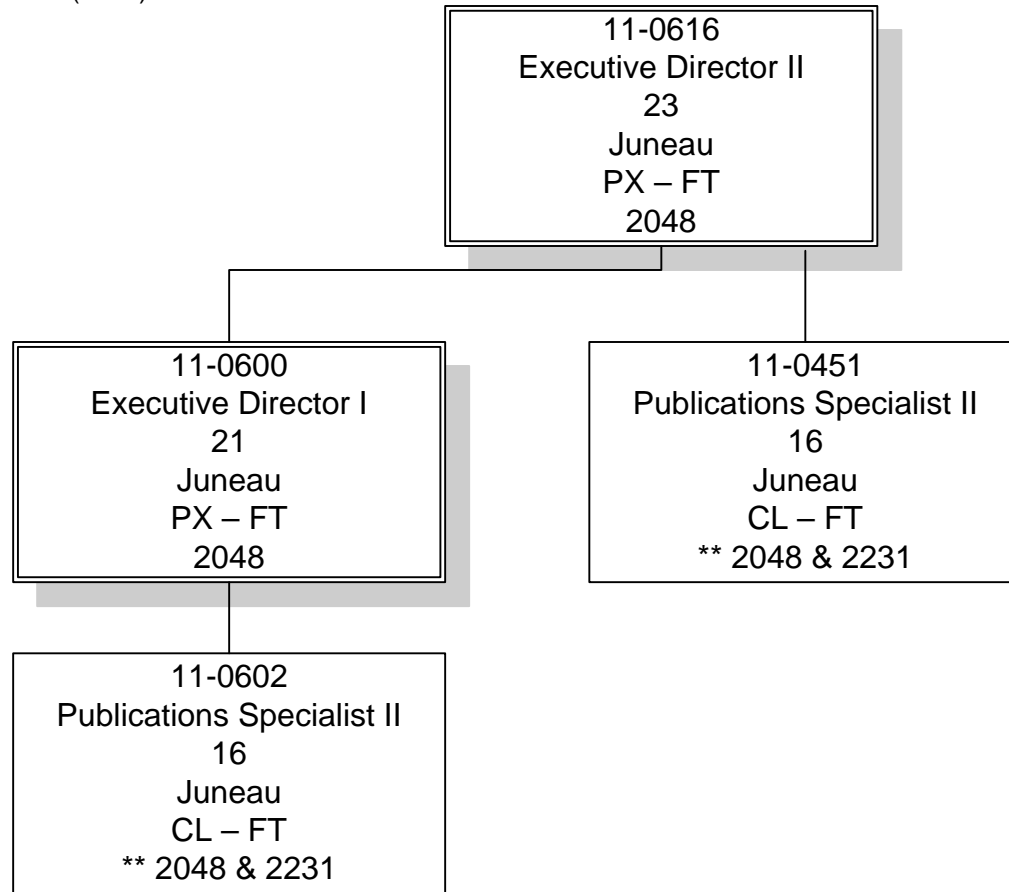 11-0616
Executive Director II
23
Juneau
PX – FT
2048
11-0600
Executive Director I
21
Juneau
PX – FT
2048
11-0451
Publications Specialist II
16
Juneau
CL – FT
** 2048 & 2231
11-0602
Publications Specialist II
16
Juneau
CL – FT
** 2048 & 2231